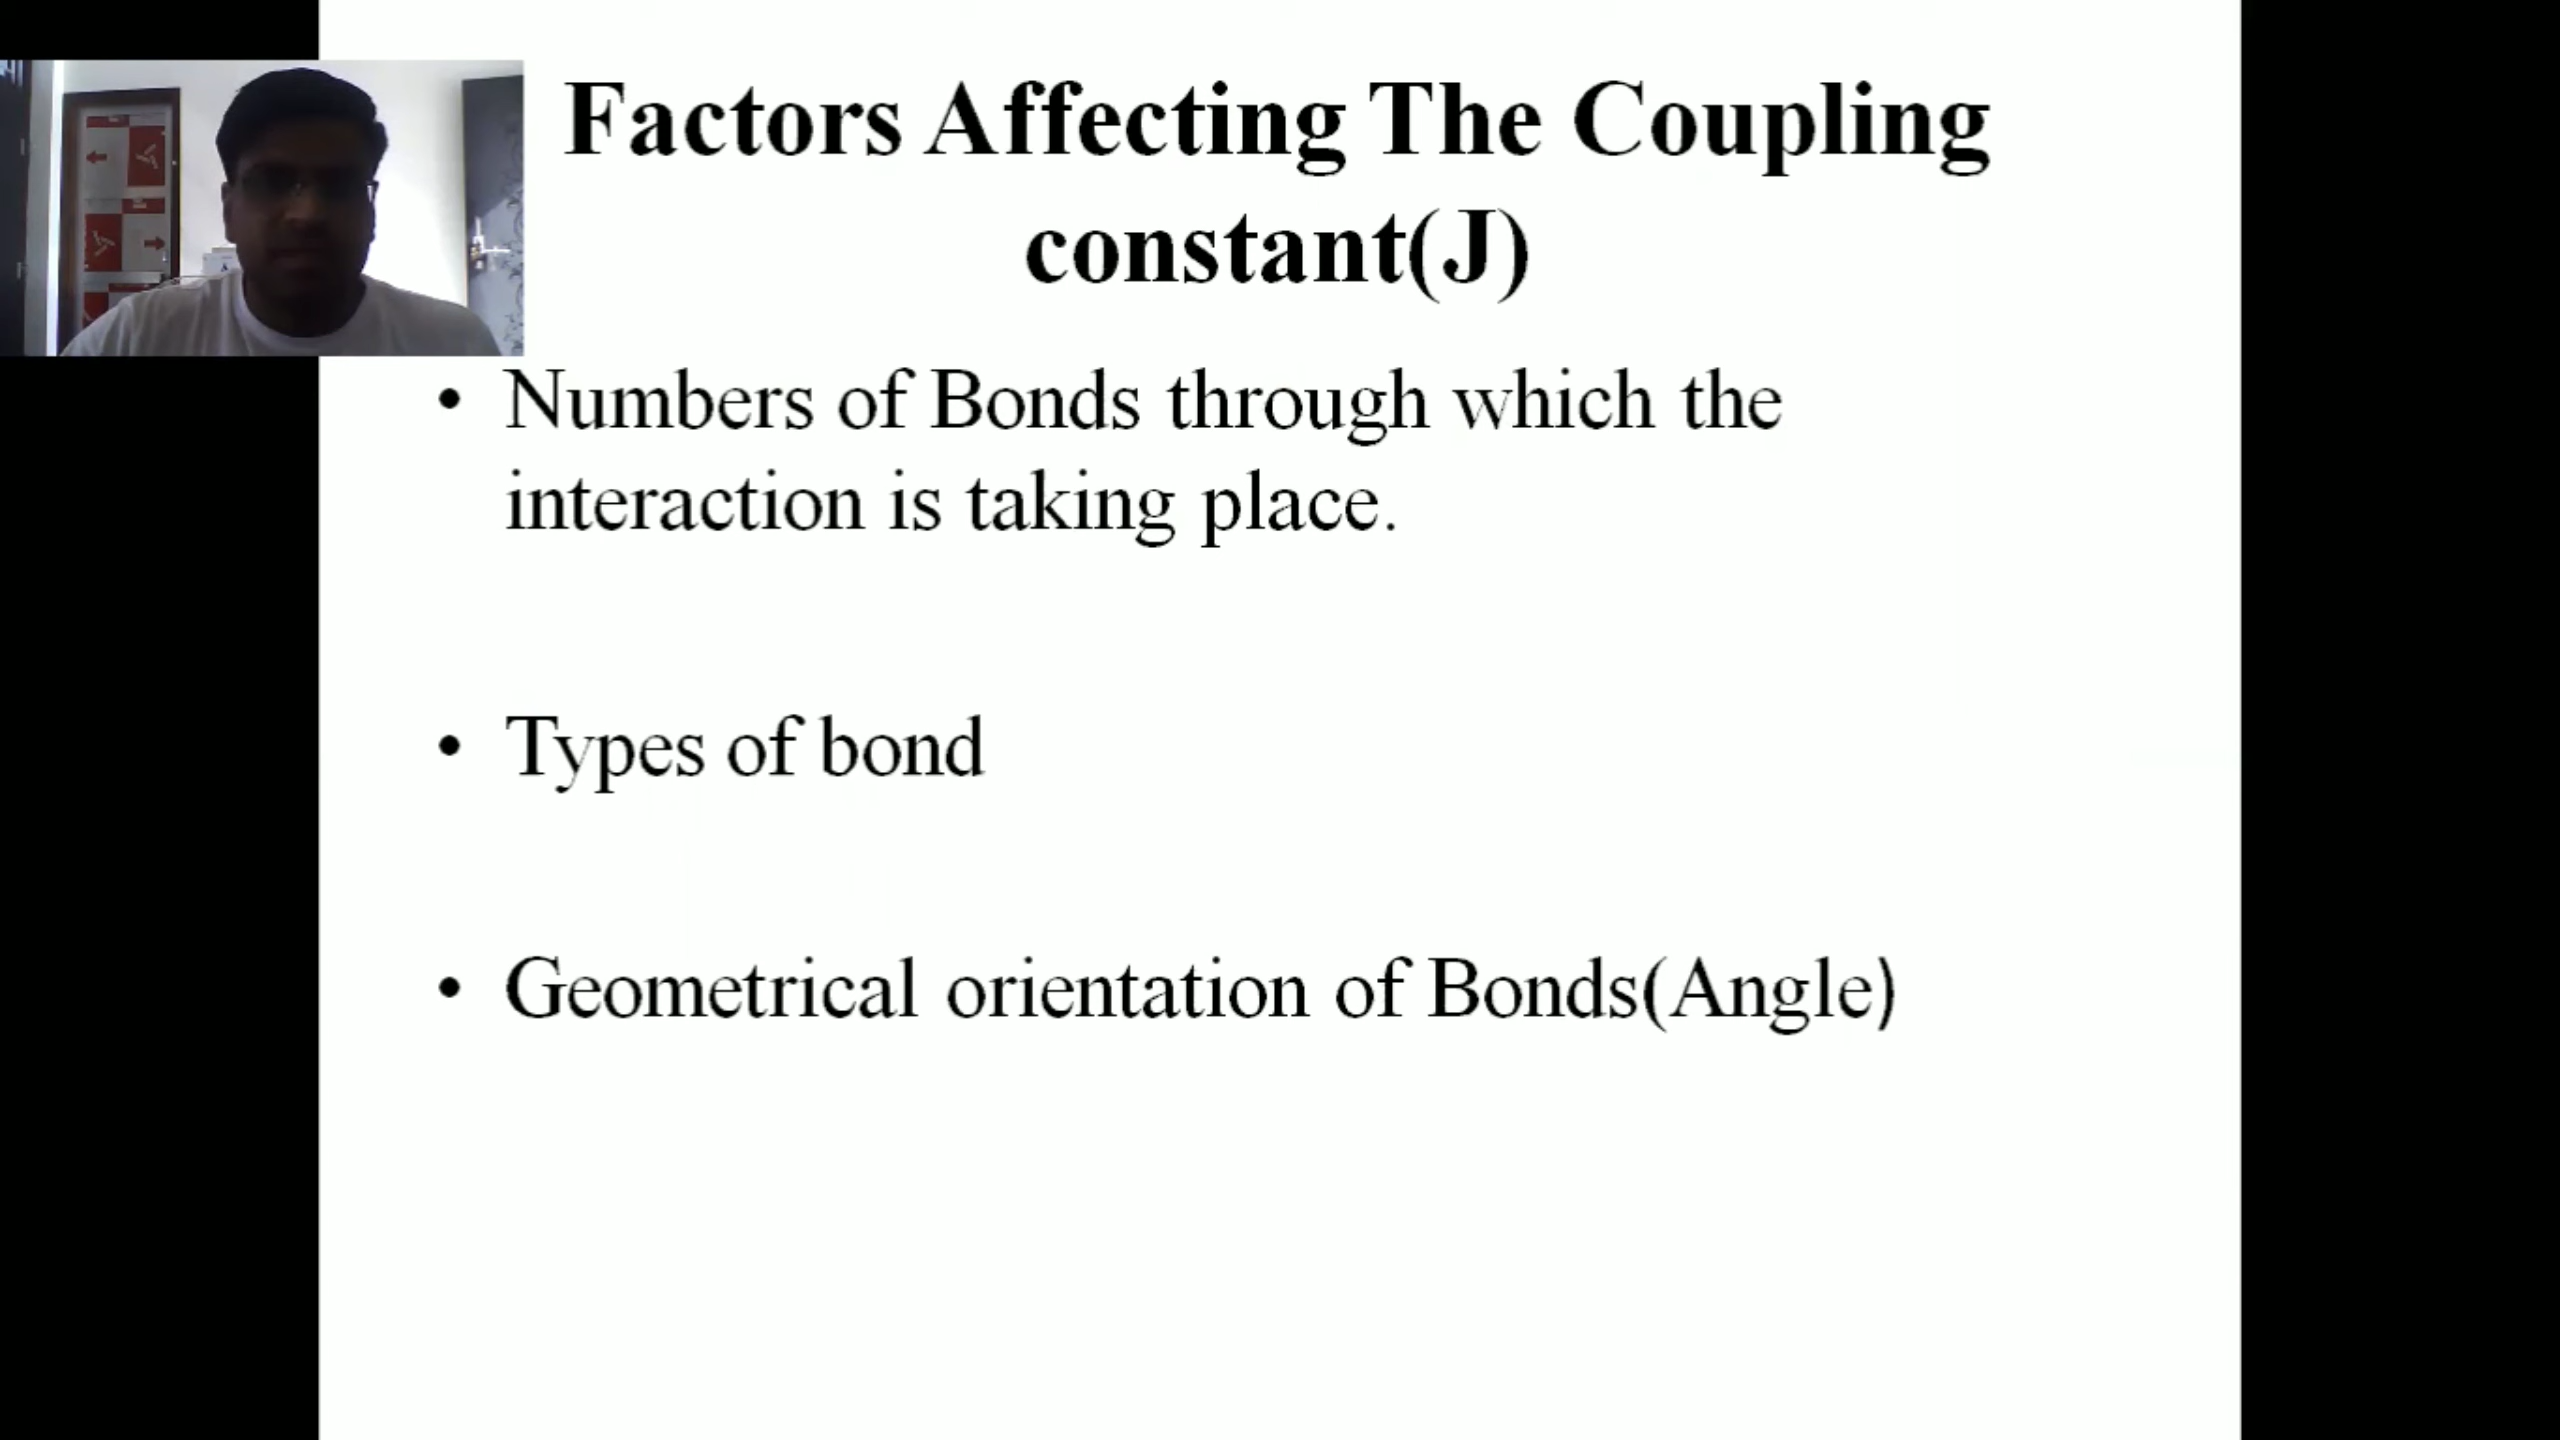 Factors Affecting The Coupling
constant(J)
• Numbers of Bonds through which the
interaction is taking place.
• Types of bond
• Geometrical orientation of Bonds(Angle)